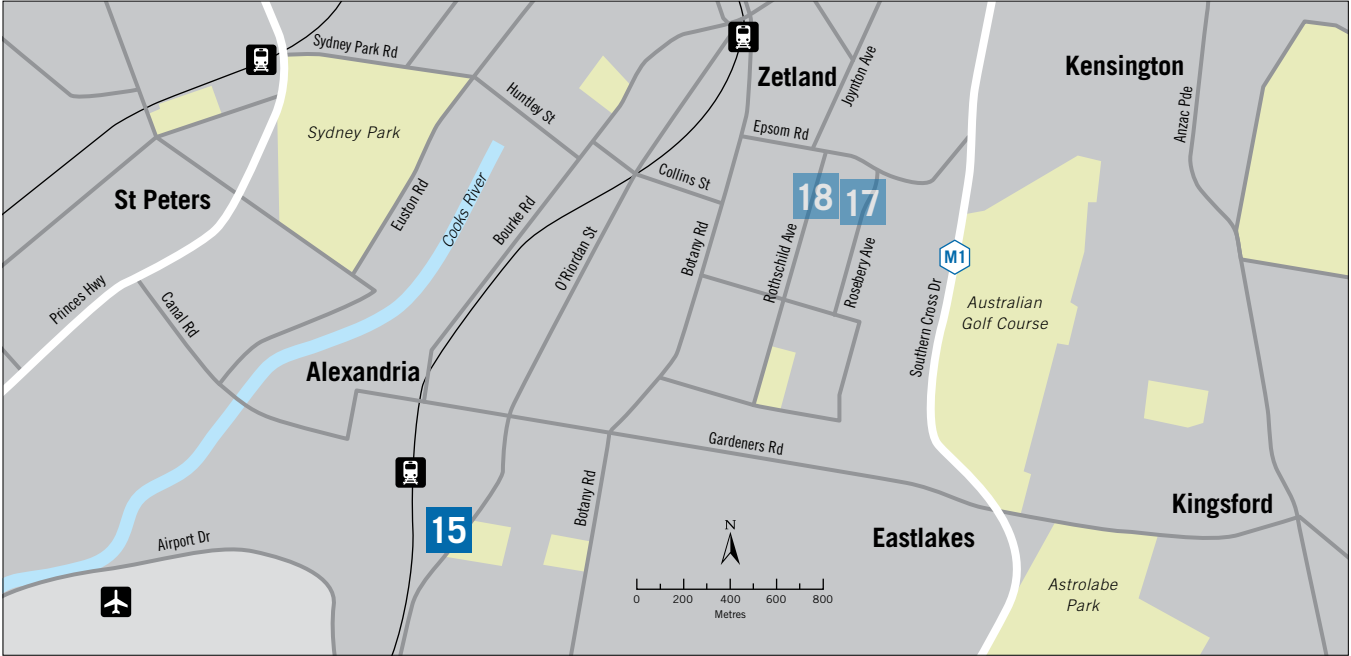 Sydney Park Rd
Zetland
Kensington
Joynton Ave
Anzac Pde
Huntley St
Sydney Park
Epsom Rd
Collins St
St Peters
Euston Rd
Cooks River
Bourke Rd
18
17
O'Riordan St
Botany Rd
Rothschild Ave
Rosebery Ave
M1
Princes Hwy
Canal Rd
Southern Cross Dr
Australian
Golf Course
Alexandria
Gardeners Rd
Botany Rd
15
Kingsford
Eastlakes
Airport Dr
N
0 200 400 600 800
Metres
Astrolabe
Park